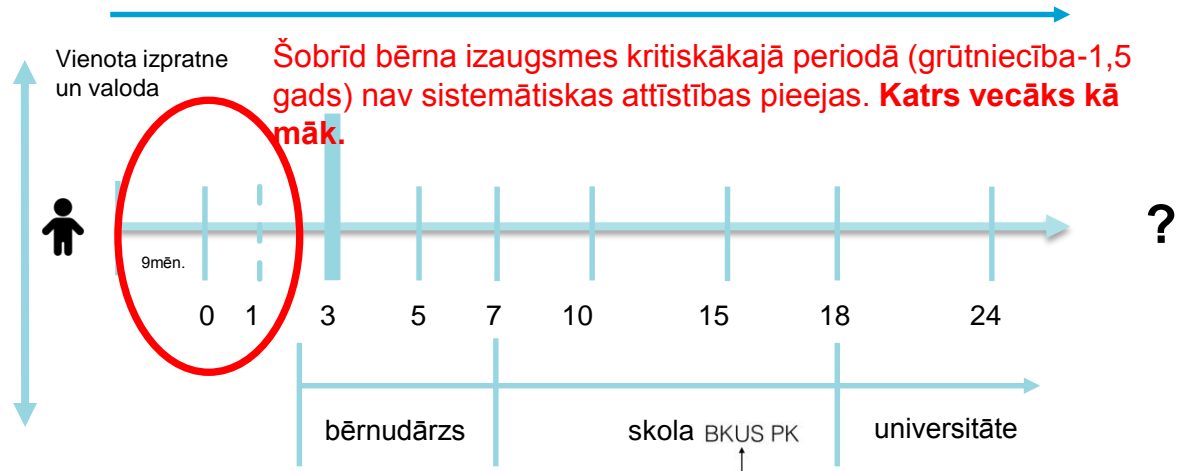 Vienota izpratne
un valoda
Šobrīd bērna izaugsmes kritiskākajā periodā (grūtniecība-1,5
gads) nav sistemātiskas attīstības pieejas. Katrs vecāks kā
māk.
?
9mēn.
0 1 3 5 7 10 15 18 24
bērnudārzs skola BKUS PK universitāte